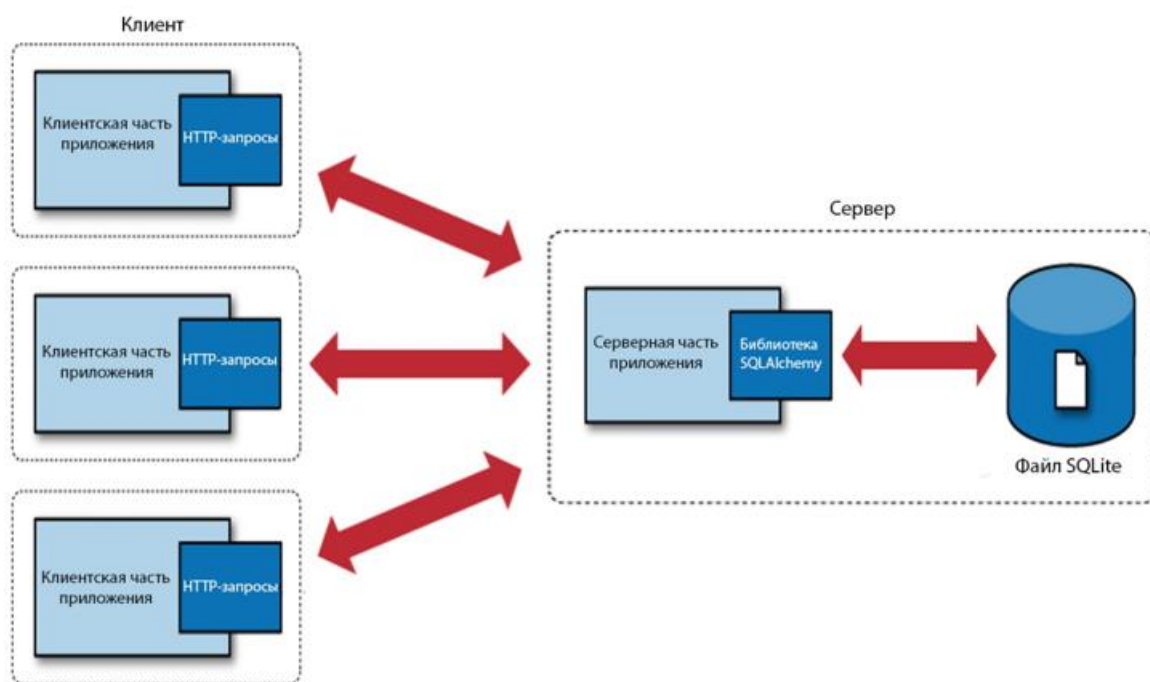 Клиент
Клиентская часть
приложения
HTTP-запросы
Клиентская часть
приложения
HTTP-запросы
Клиентская часть
приложения
HTTP-запросы
Сервер
Серверная часть
приложения
Библиотека
SQLAlchemy
Файл SQLite